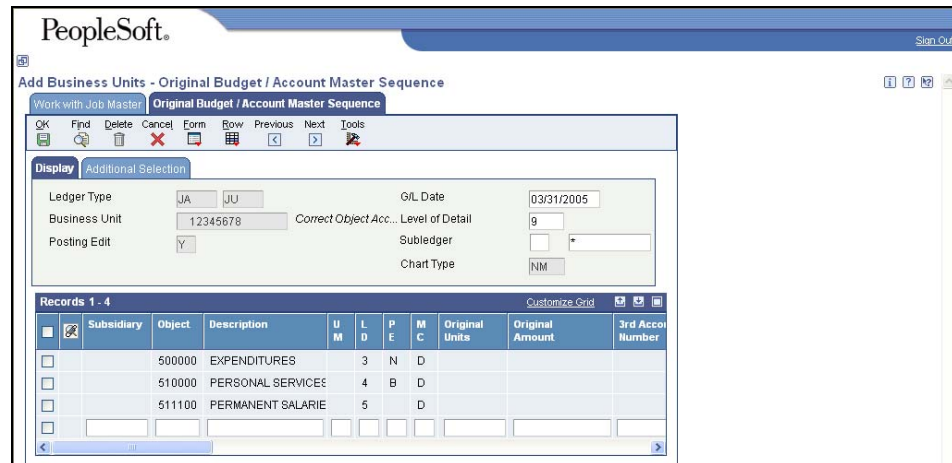 PeopleSoft.
Sign Out
Add Business Units - Original Budget / Account Master Sequence
Work with Job Master Original Budget / Account Master Sequence
OK Find Delete Cancel Form Row Previous Next Tools
Display Additional Selection
Ledger Type JA JU G/L Date 03/31/2005
Business Unit 12345678 Correct Object Acc... Level of Detail 9
Posting Edit Y Subledger *
Chart Type NM
Records 1 - 4 Customize Grid
Subsidiary Object Description U M L D P E M C Original Units Original Amount 3rd Accou Number
500000 EXPENDITURES 3 N D
510000 PERSONAL SERVICES 4 B D
511100 PERMANENT SALARIE 5 D